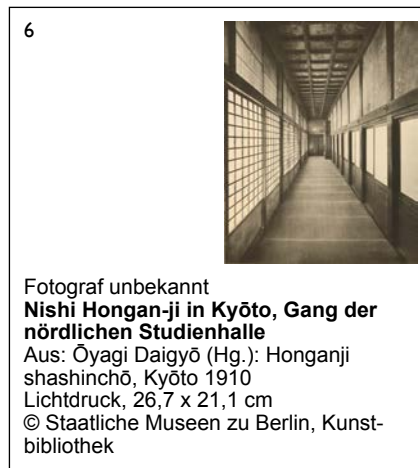 6
Fotograf unbekannt
Nishi Hongan-ji in Kyōto, Gang der
nördlichen Studienhalle
Aus: Ōyagi Daigyō (Hg.): Honganji
shashinchō, Kyōto 1910
Lichtdruck, 26,7 x 21,1 cm
© Staatliche Museen zu Berlin, Kunst-
bibliothek